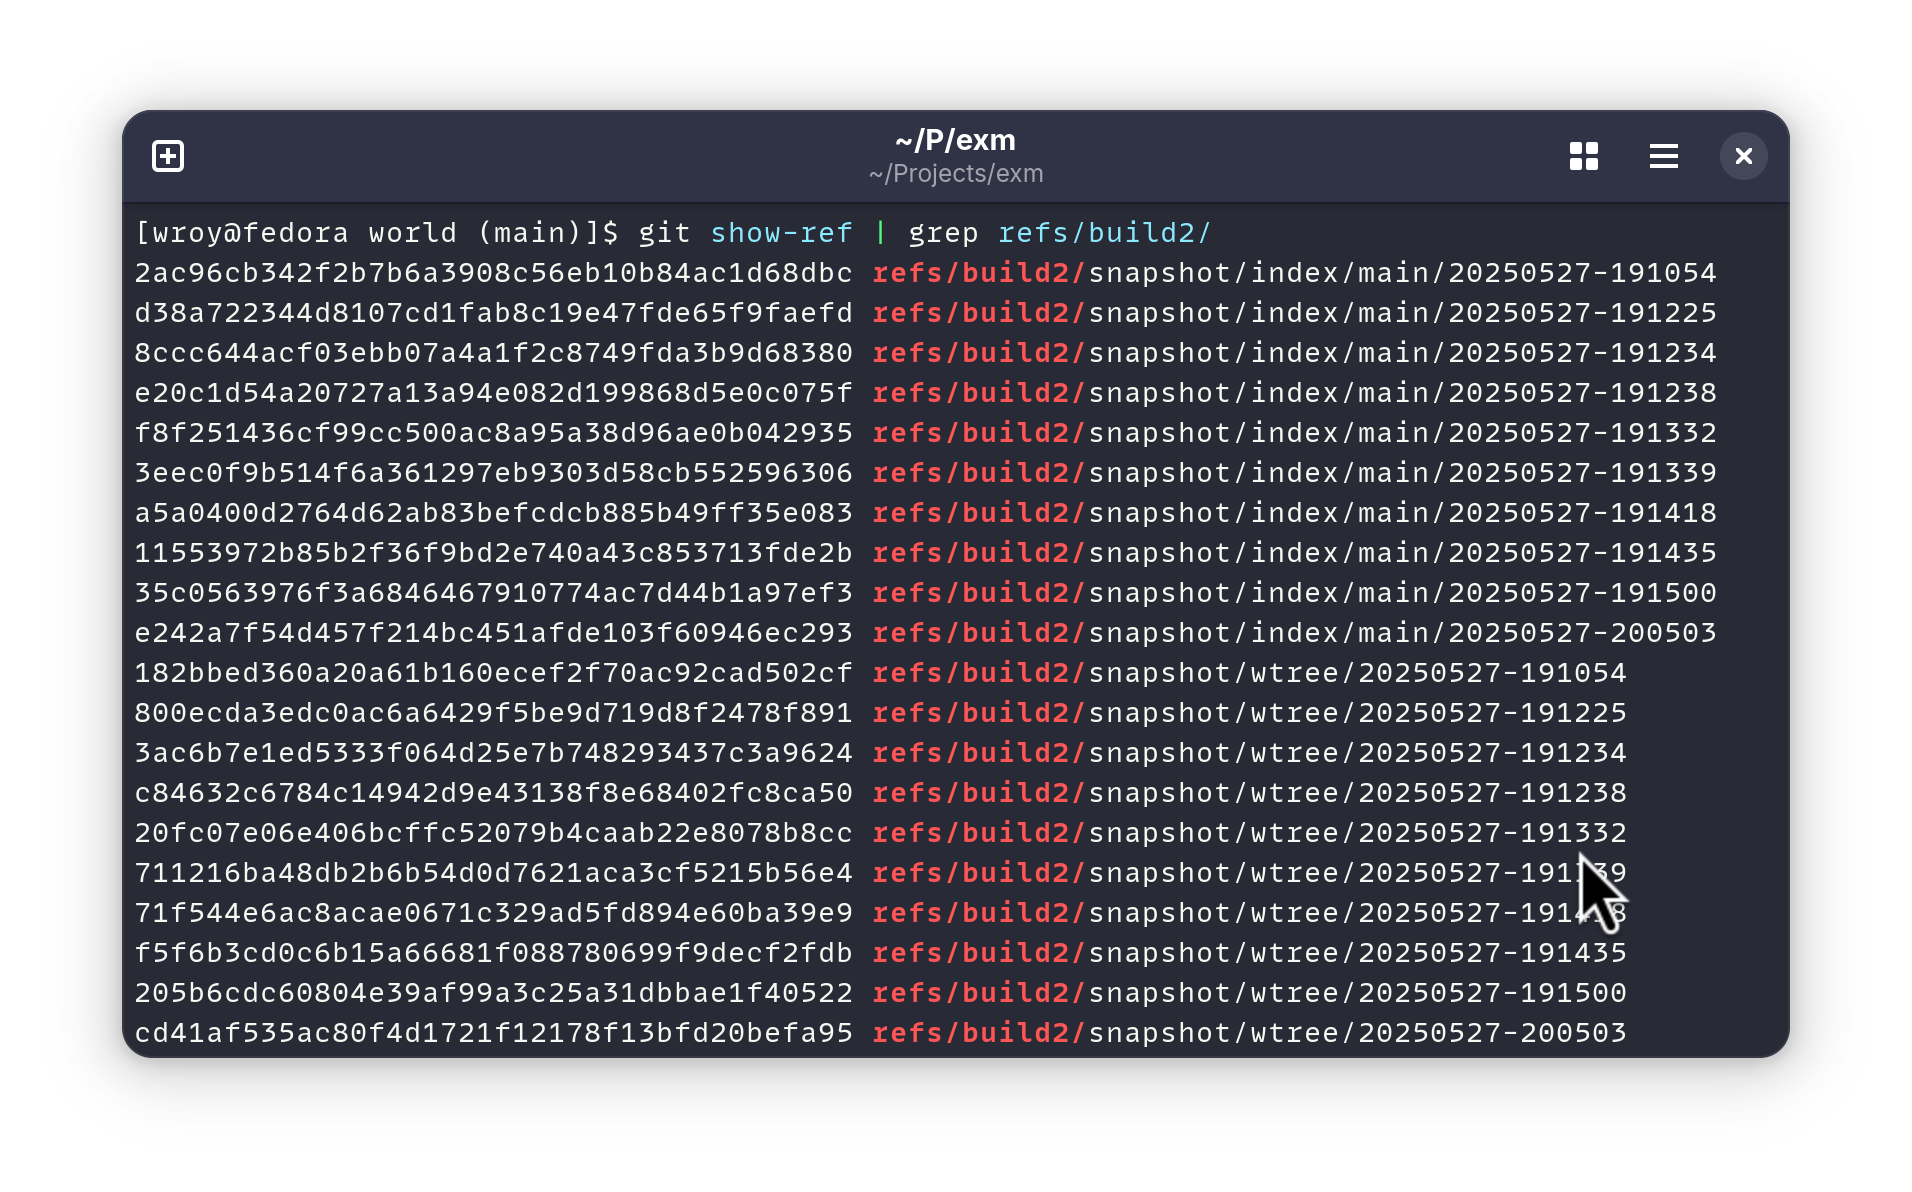 ~/P/exm
~/Projects/exm
[wroy@fedora world (main)]$ git show-ref | grep refs/build2/
2ac96cb342f2b7b6a3908c56eb10b84ac1d68dbc refs/build2/snapshot/index/main/20250527-191054
d38a722344d8107cd1fab8c19e47fde65f9faefd refs/build2/snapshot/index/main/20250527-191225
8ccc644acf03ebb07a4a1f2c8749fda3b9d68380 refs/build2/snapshot/index/main/20250527-191234
e20c1d54a20727a13a94e082d199868d5e0c075f refs/build2/snapshot/index/main/20250527-191238
f8f251436cf99cc500ac8a95a38d96ae0b042935 refs/build2/snapshot/index/main/20250527-191332
3eec0f9b514f6a361297eb9303d58cb552596306 refs/build2/snapshot/index/main/20250527-191339
a5a0400d2764d62ab83befcdcb885b49ff35e083 refs/build2/snapshot/index/main/20250527-191418
11553972b85b2f36f9bd2e740a43c853713fde2b refs/build2/snapshot/index/main/20250527-191435
35c0563976f3a6846467910774ac7d44b1a97ef3 refs/build2/snapshot/index/main/20250527-191500
e242a7f54d457f214bc451afde103f60946ec293 refs/build2/snapshot/index/main/20250527-200503
182bbed360a20a61b160ecef2f70ac92cad502cf refs/build2/snapshot/wtree/20250527-191054
800ecda3edc0ac6a6429f5be9d719d8f2478f891 refs/build2/snapshot/wtree/20250527-191225
3ac6b7e1ed5333f064d25e7b748293437c3a9624 refs/build2/snapshot/wtree/20250527-191234
c84632c6784c14942d9e43138f8e68402fc8ca50 refs/build2/snapshot/wtree/20250527-191238
20fc07e06e406bcffc52079b4caab22e8078b8cc refs/build2/snapshot/wtree/20250527-191332
711216ba48db2b6b54d0d7621aca3cf5215b56e4 refs/build2/snapshot/wtree/20250527-191339
71f544e6ac8acae0671c329ad5fd894e60ba39e9 refs/build2/snapshot/wtree/20250527-191418
f5f6b3cd0c6b15a66681f088780699f9decf2fdb refs/build2/snapshot/wtree/20250527-191435
205b6cdc60804e39af99a3c25a31dbbae1f40522 refs/build2/snapshot/wtree/20250527-191500
cd41af535ac80f4d1721f12178f13bfd20befa95 refs/build2/snapshot/wtree/20250527-200503